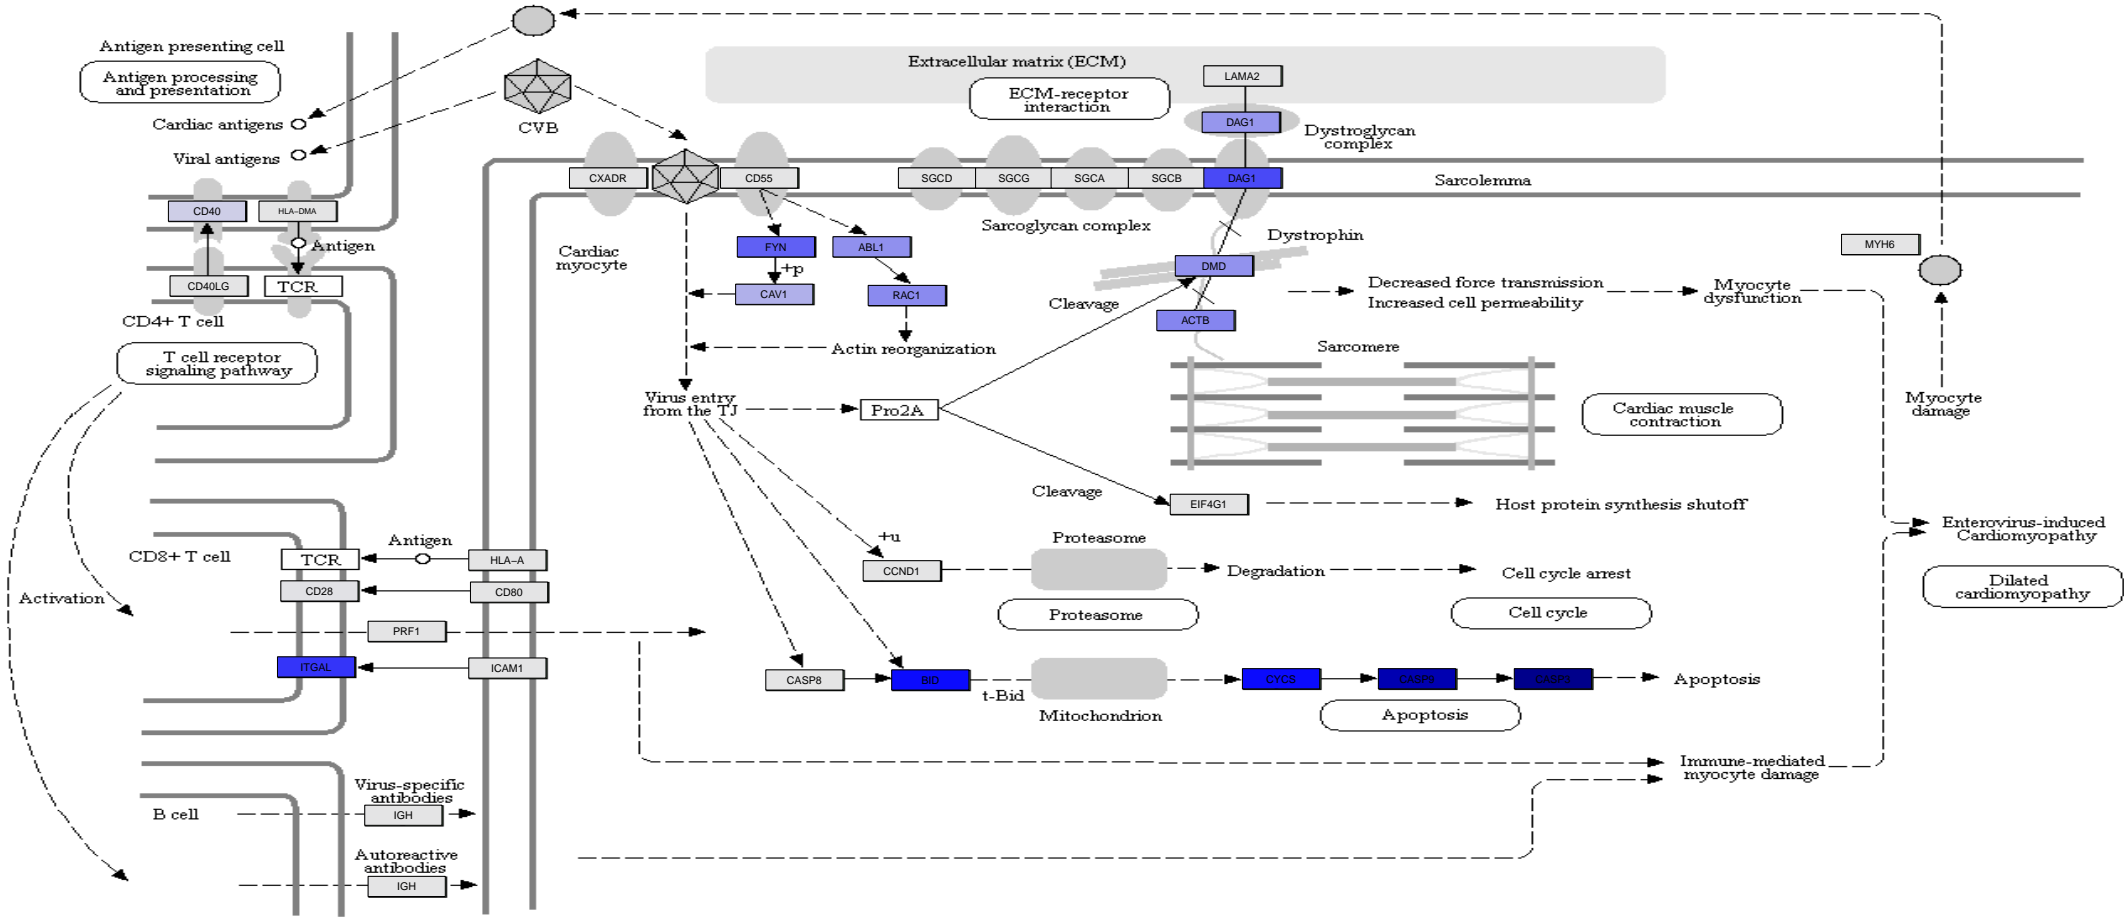 Antigen presenting cell
Antigen processing
and presentation
Cardiac antigens
Viral antigens
CVB
Extracellular matrix (ECM)
ECM-receptor
interaction
LAMA2
DAG1
Dystroglycan
complex
CXADR
CD55
SGCD
SGCG
SGCA
SGCB
DAG1
Sarcolemma
Sarcoglycan complex
CD40
HLA-DMA
Antigen
CD40LG
TCR
CD4+ T cell
T cell receptor
signaling pathway
Cardiac
myocyte
FYN
+p
CAV1
ABL1
RAC1
Actin reorganization
Dystrophin
DMD
Cleavage
ACTB
Decreased force transmission
Increased cell permeability
Myocyte
dysfunction
MYH6
Sarcomere
Virus entry
from the TJ
Pro2A
Cardiac muscle
contraction
Myocyte
damage
Cleavage
EIF4G1
Host protein synthesis shutoff
Enterovirus-induced
Cardiomyopathy
Dilated
cardiomyopathy
CD8+ T cell
TCR
Antigen
HLA-A
CD28
CD80
Activation
PRF1
ITGAL
ICAM1
+u
CCND1
Proteasome
Degradation
Cell cycle arrest
Proteasome
Cell cycle
CASP8
BID
t-Bid
Mitochondrion
CYCS
CASP9
CASP3
Apoptosis
Apoptosis
Immune-mediated
myocyte damage
Virus-specific
antibodies
B cell
IGH
Autoreactive
antibodies
IGH